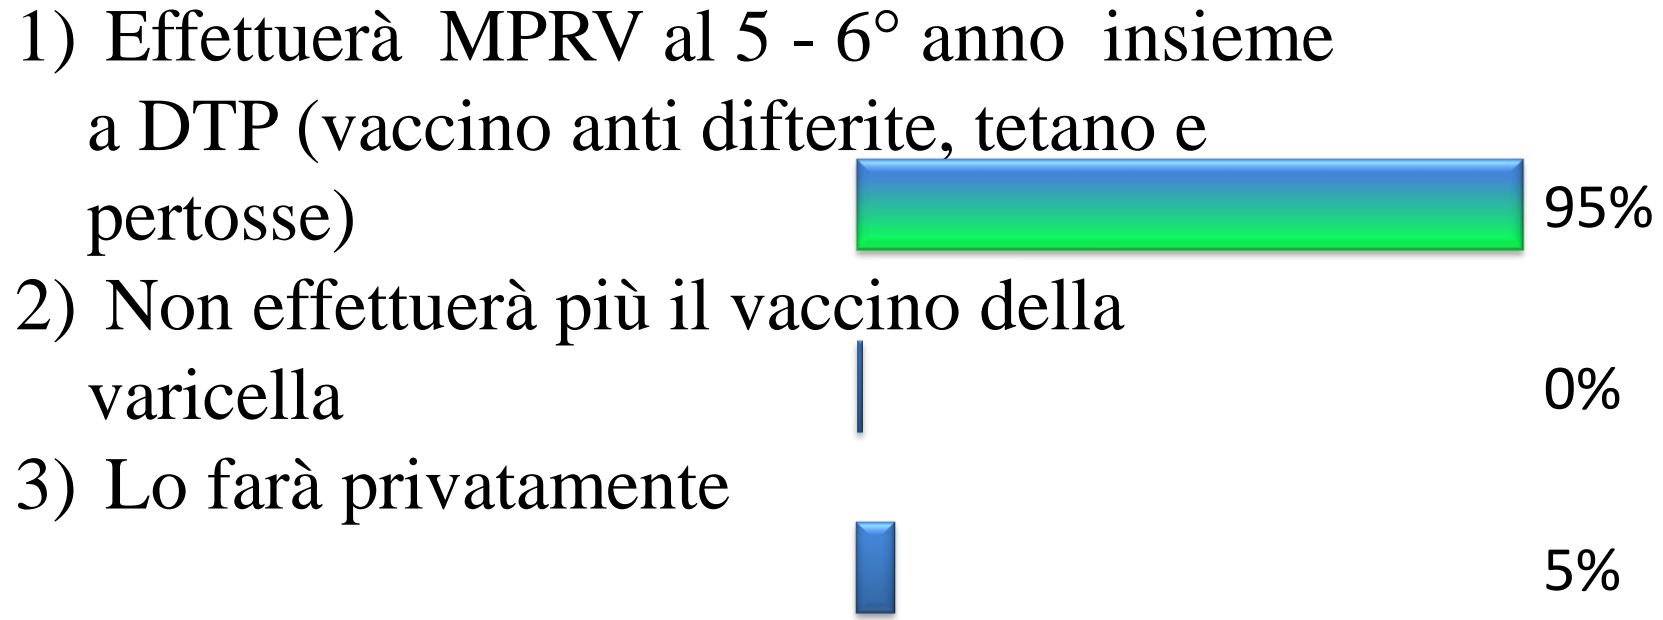 1) Effettuerà MPRV al 5 - 6° anno insieme
a DTP (vaccino anti difterite, tetano e
pertosse)
95%
2) Non effettuerà più il vaccino della
varicella
0%
3) Lo farà privatamente
5%